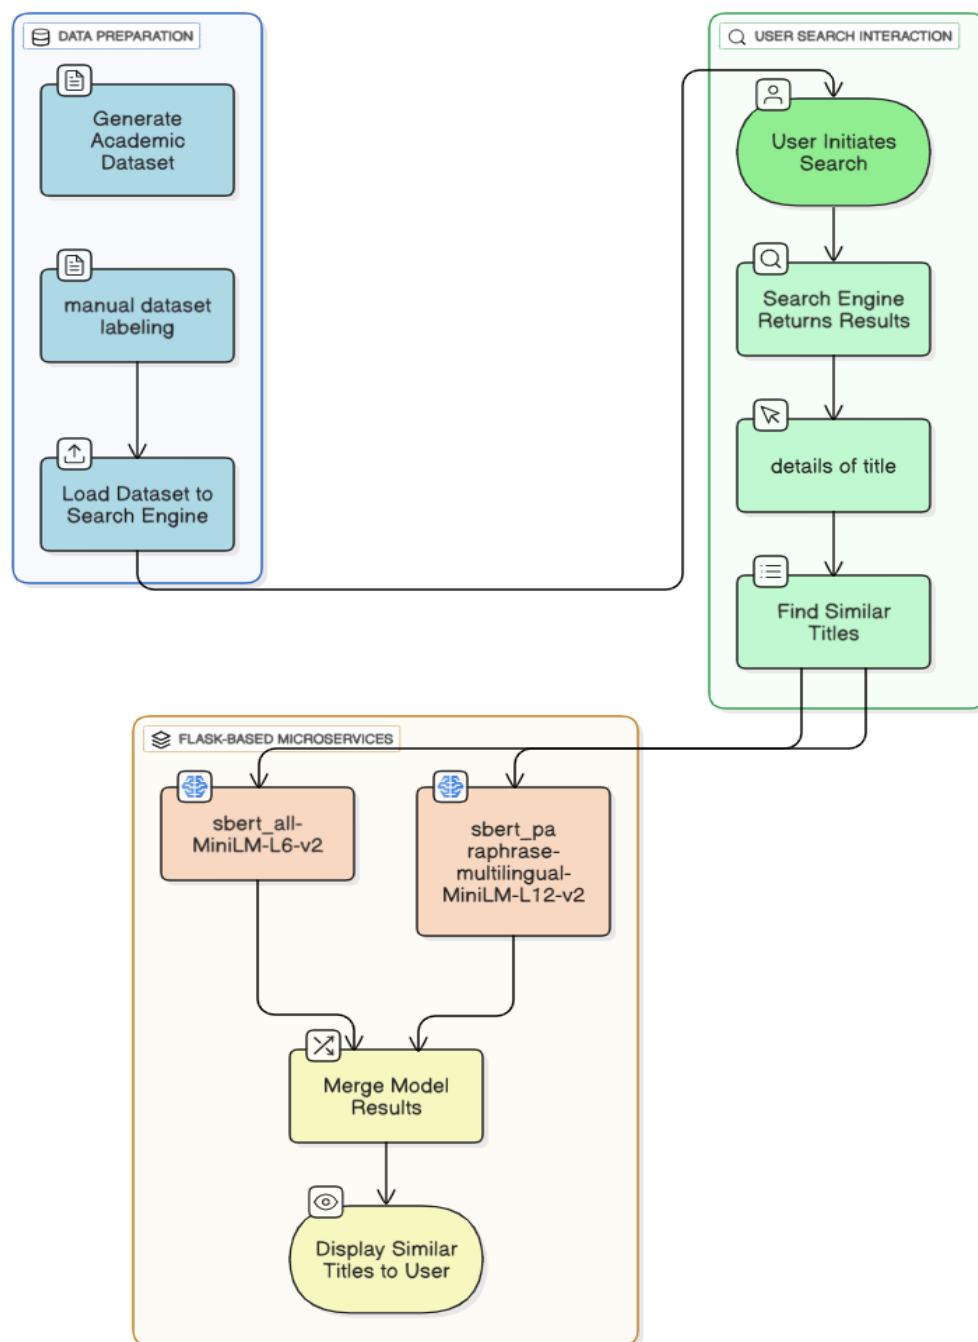 DATA PREPARATION
Generate
Academic
Dataset
manual dataset
labeling
Load Dataset to
Search Engine
USER SEARCH INTERACTION
User Initiates
Search
Search Engine
Returns Results
details of title
Find Similar
Titles
FLASK-BASED MICROSERVICES
sbert_all-
MiniLM-L6-v2
sbert_pa
raphrase-
multilingual-
MiniLM-L12-v2
Merge Model
Results
Display Similar
Titles to User